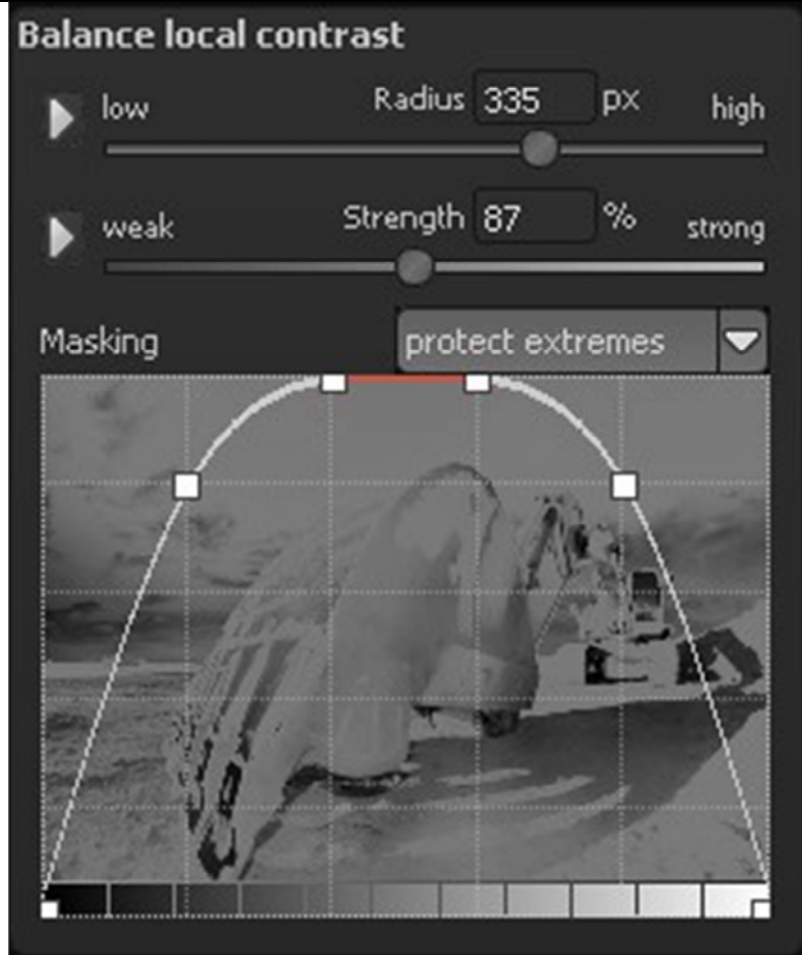 Balance local contrast
low Radius 335 px high
weak Strength 87 % strong
Masking protect extremes